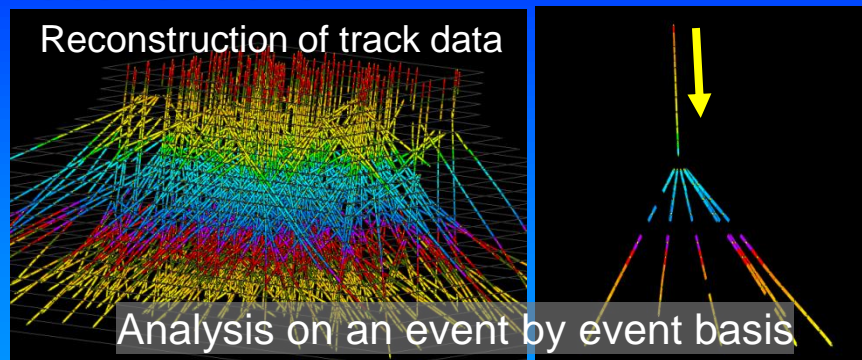 Reconstruction of track data
Analysis on an event by event basis